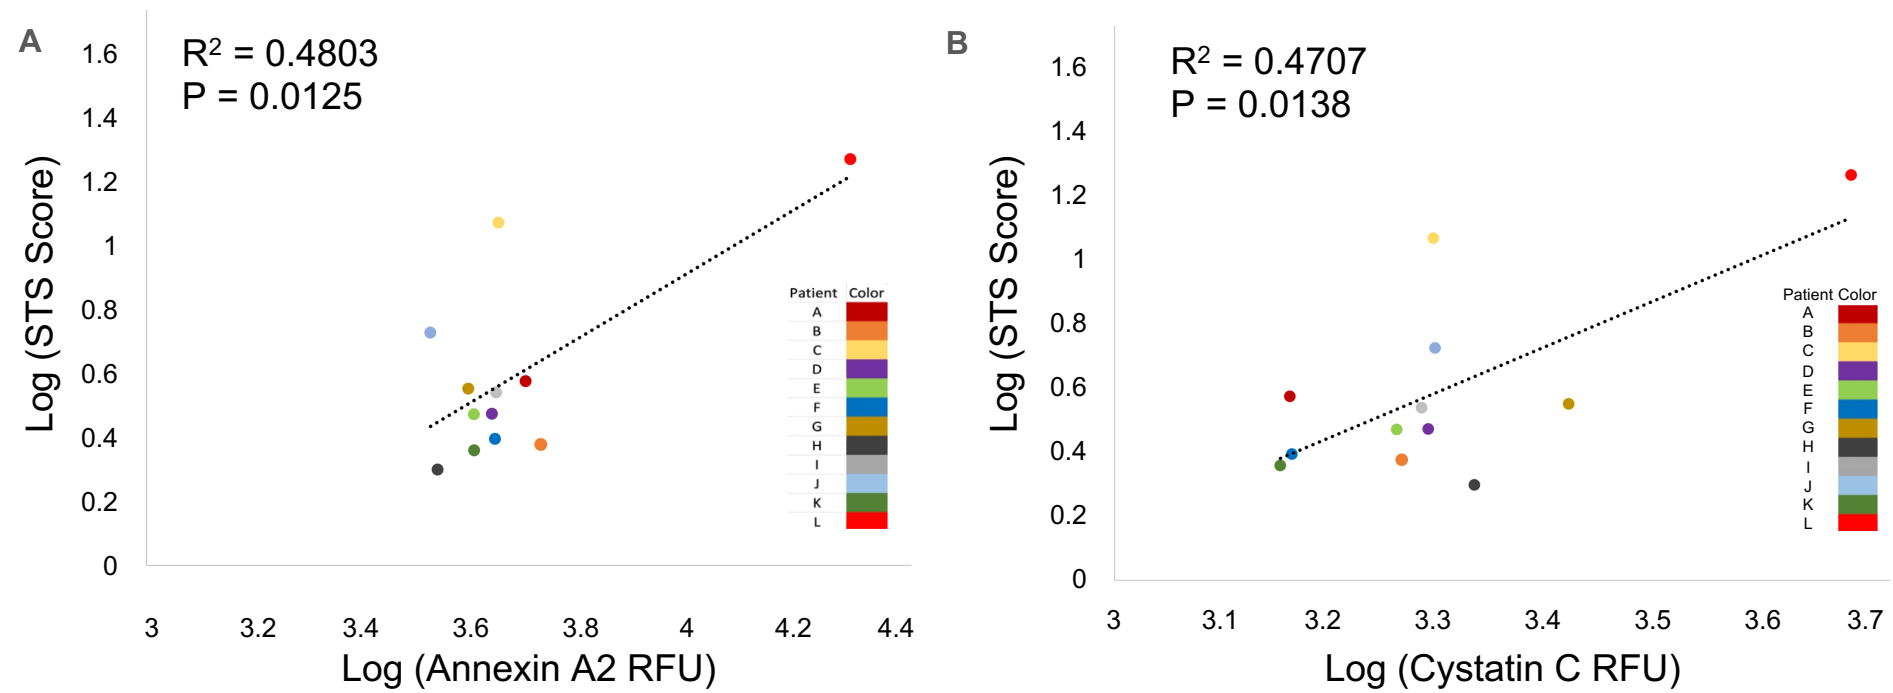 A
R² = 0.4803
P = 0.0125
1.6
1.4
1.2
1
0.8
0.6
0.4
0.2
0
Log (STS Score)
3 3.2 3.4 3.6 3.8 4 4.2 4.4
Log (Annexin A2 RFU)
Patient Color
A
B
C
D
E
F
G
H
I
J
K
L
B
R² = 0.4707
P = 0.0138
1.6
1.4
1.2
1
0.8
0.6
0.4
0.2
0
Log (STS Score)
3 3.1 3.2 3.3 3.4 3.5 3.6 3.7
Log (Cystatin C RFU)
Patient Color
A
B
C
D
E
F
G
H
I
J
K
L